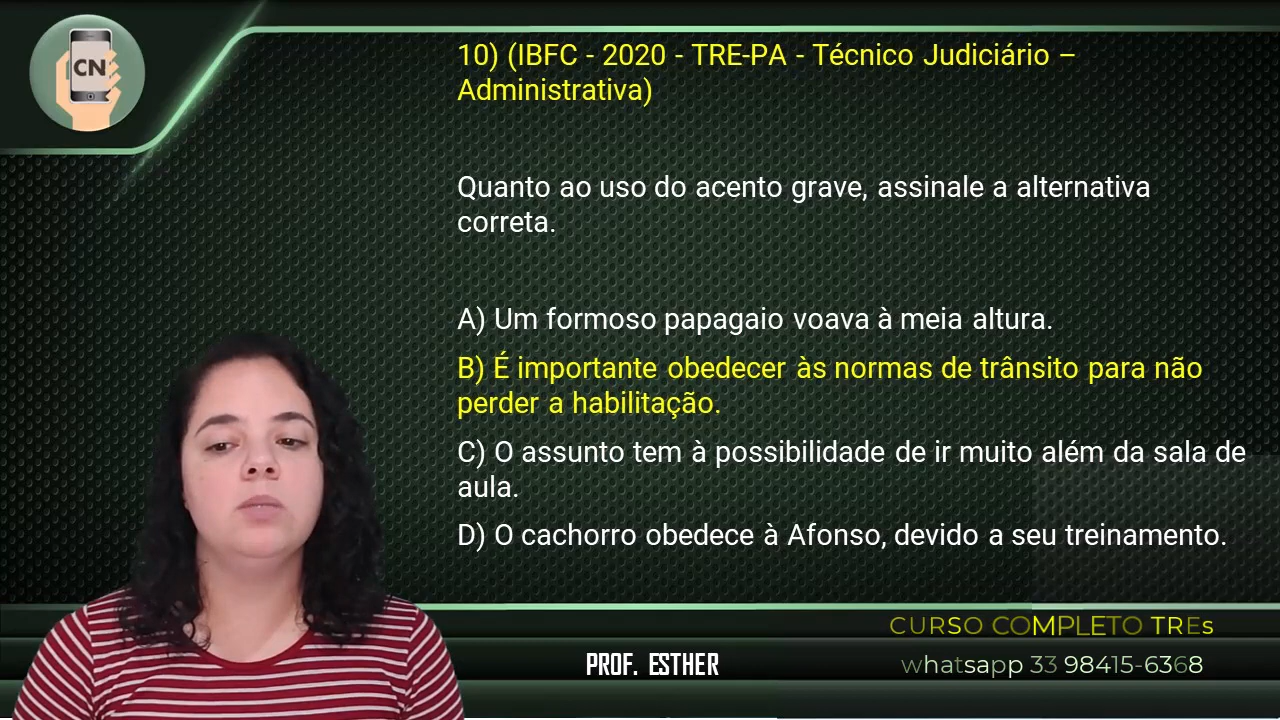 CN
10) (IBFC - 2020 - TRE-PA - Técnico Judiciário –
Administrativa)
Quanto ao uso do acento grave, assinale a alternativa
correta.
A) Um formoso papagaio voava à meia altura.
B) É importante obedecer às normas de trânsito para não
perder a habilitação.
C) O assunto tem à possibilidade de ir muito além da sala de
aula.
D) O cachorro obedece à Afonso, devido a seu treinamento.
CURSO COMPLETO TREs
PROF. ESTHER
whatsapp 33 98415-6368